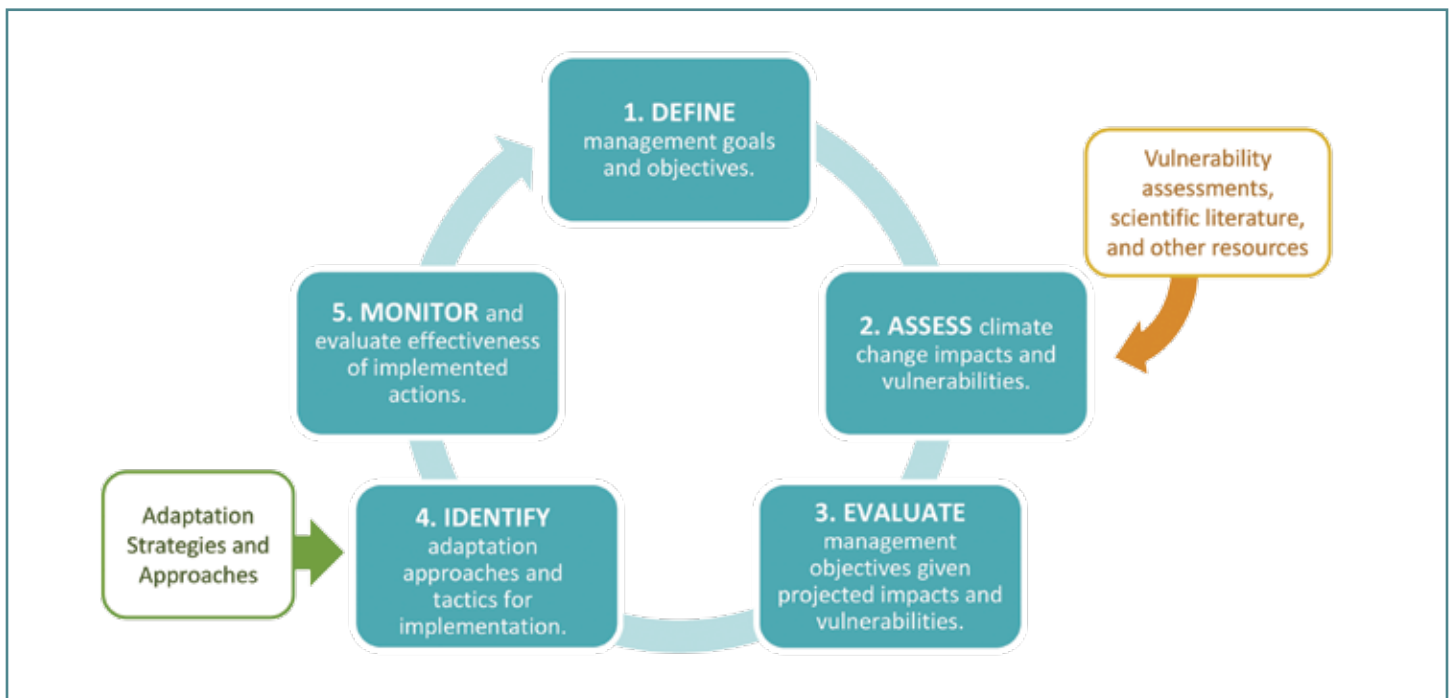 1. DEFINE
management goals
and objectives.
Vulnerability
assessments,
scientific literature,
and other resources
2. ASSESS climate
change impacts and
vulnerabilities.
3. EVALUATE
management
objectives given
projected impacts and
vulnerabilities.
4. IDENTIFY
adaptation
approaches and
tactics for
implementation.
Adaptation
Strategies and
Approaches
5. MONITOR and
evaluate effectiveness
of implemented
actions.